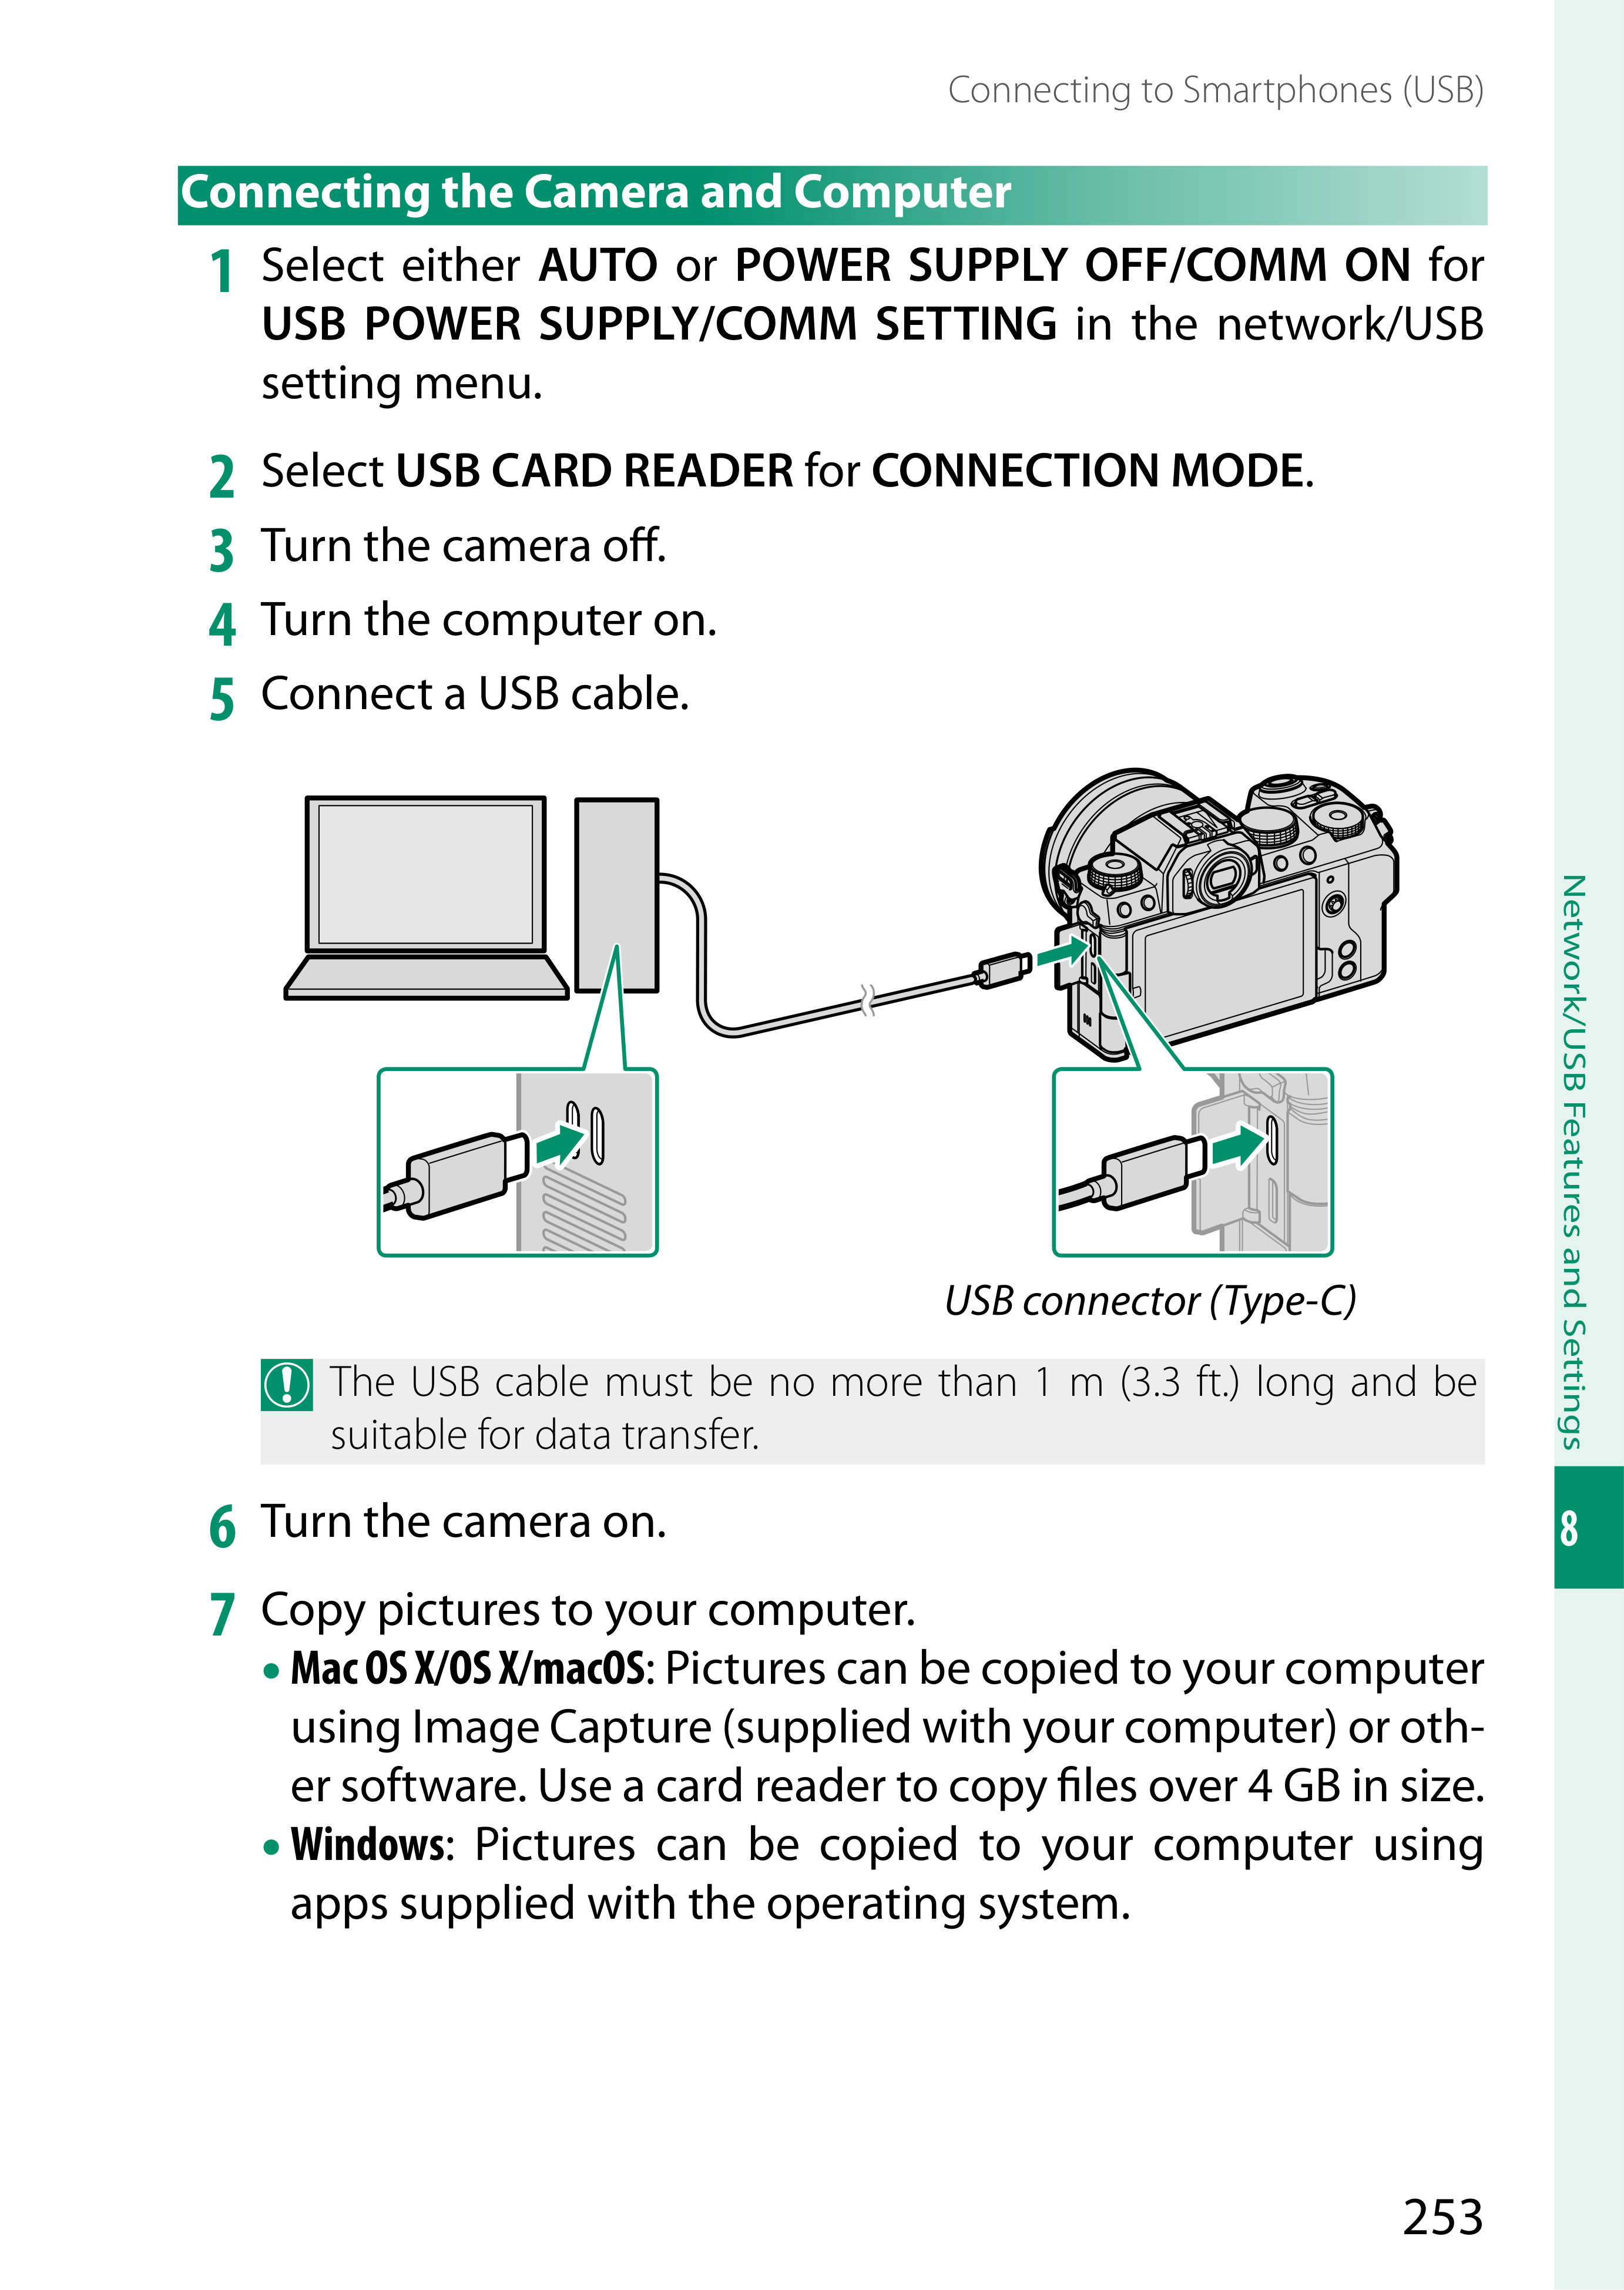 Connecting to Smartphones (USB)
Connecting the Camera and Computer
1 Select either AUTO or POWER SUPPLY OFF/COMM ON for
USB POWER SUPPLY/COMM SETTING in the network/USB
setting menu.
2 Select USB CARD READER for CONNECTION MODE.
3 Turn the camera off.
4 Turn the computer on.
5 Connect a USB cable.
USB connector (Type-C)
The USB cable must be no more than 1 m (3.3 ft.) long and be
suitable for data transfer.
6 Turn the camera on.
7 Copy pictures to your computer.
• Mac OS X/OS X/macOS: Pictures can be copied to your computer
using Image Capture (supplied with your computer) or oth-
er software. Use a card reader to copy files over 4 GB in size.
• Windows: Pictures can be copied to your computer using
apps supplied with the operating system.
Network/USB Features and Settings
8
253